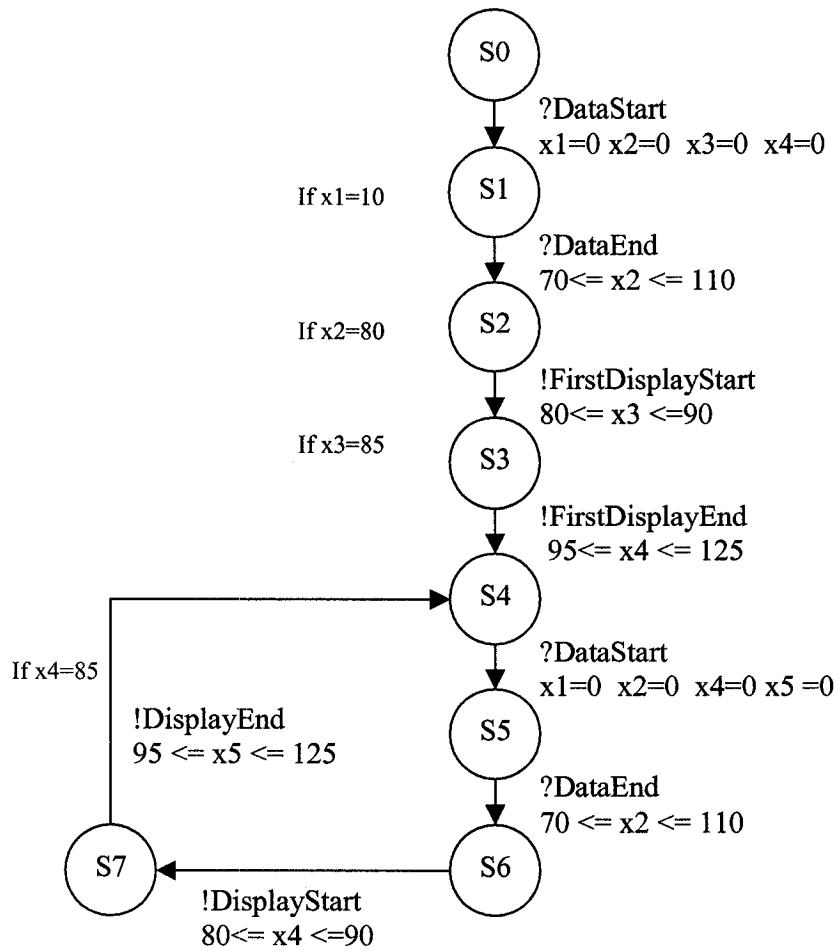 S0
?DataStart
x1=0 x2=0 x3=0 x4=0
If x1=10
S1
?DataEnd
70<= x2 <= 110
If x2=80
S2
!FirstDisplayStart
80<= x3 <=90
If x3=85
S3
!FirstDisplayEnd
95<= x4 <= 125
S4
?DataStart
x1=0 x2=0 x4=0 x5 =0
If x4=85
!DisplayEnd
95 <= x5 <= 125
S5
?DataEnd
70 <= x2 <= 110
S7
S6
!DisplayStart
80<= x4 <=90